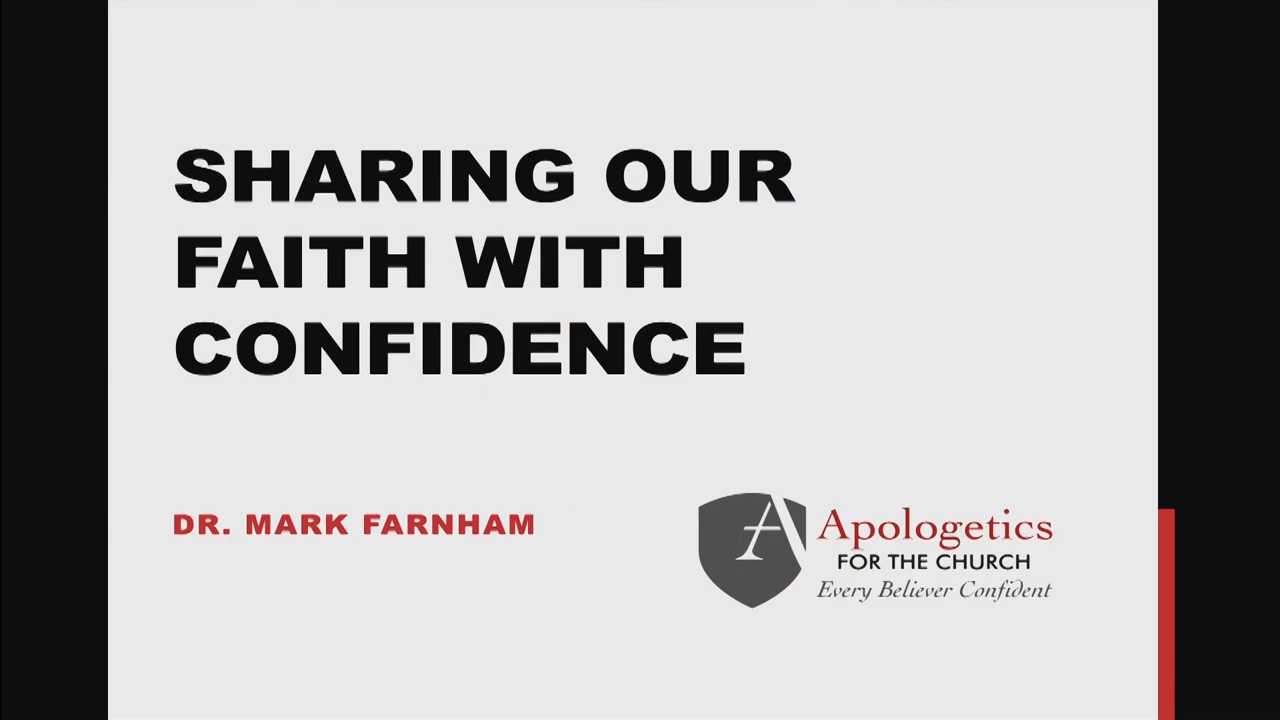 SHARING OUR
FAITH WITH
CONFIDENCE
DR. MARK FARNHAM
A
Apologetics
FOR THE CHURCH
Every Believer Confident